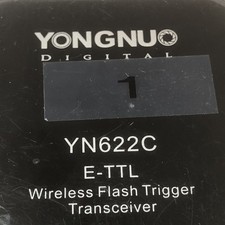 YONGNUO
DIGITAL
1
YN622C
E-TTL
Wireless Flash Trigger
Transceiver